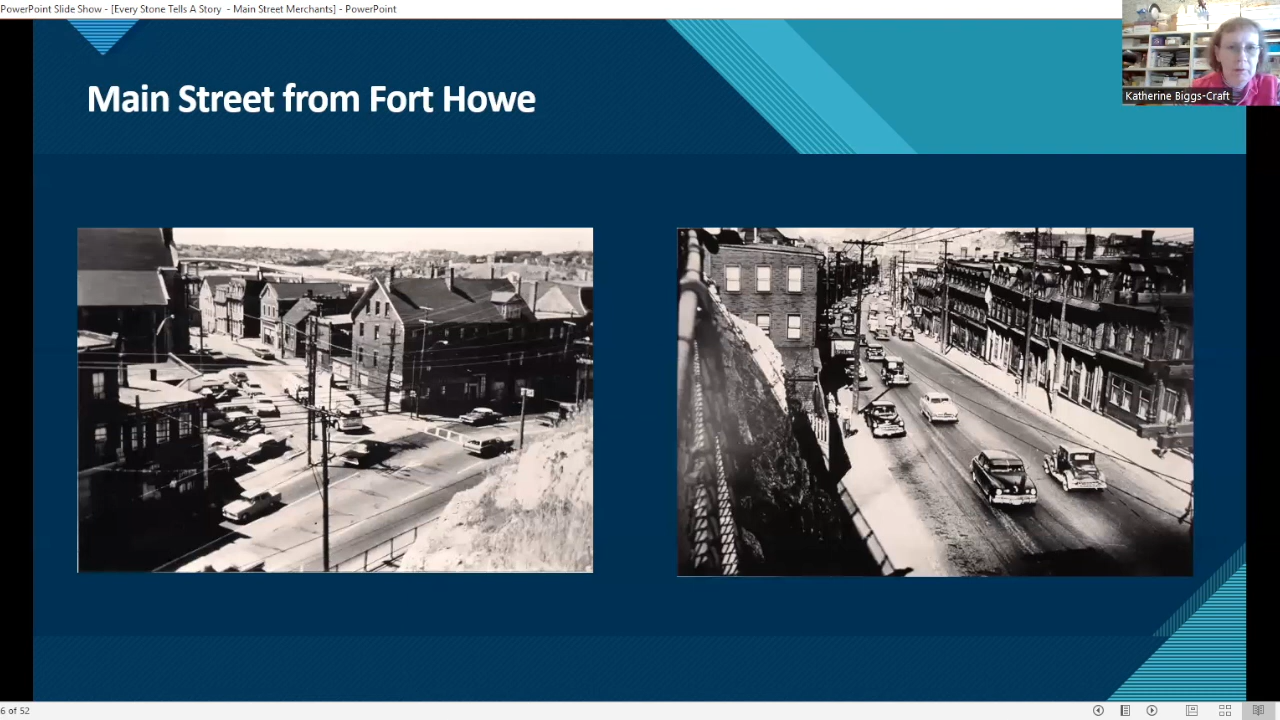 PowerPoint Slide Show - [Every Stone Tells A Story - Main Street Merchants] - PowerPoint
Main Street from Fort Howe
Katherine Biggs-Craft
6 of 52